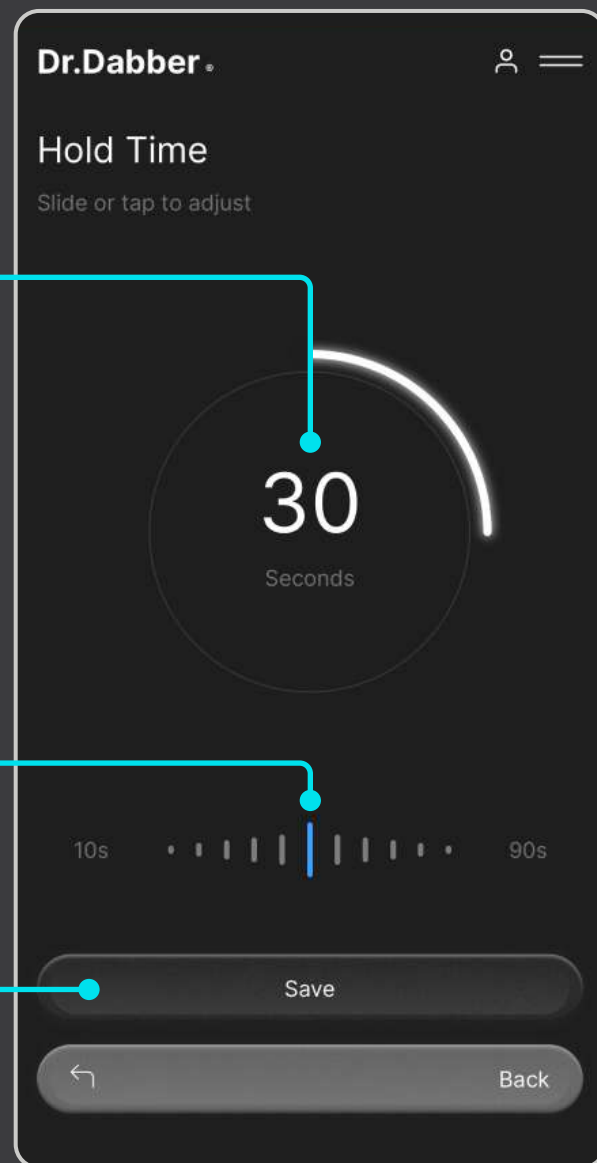 Dr.Dabber®
Hold Time
Slide or tap to adjust
30
Seconds
10s
90s
Save
Back